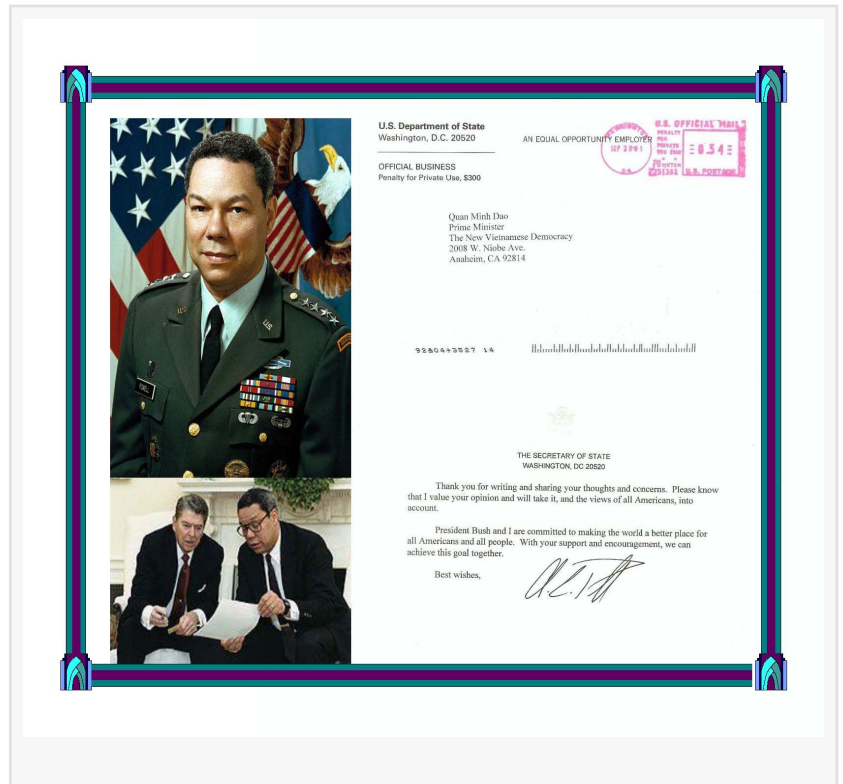 U.S. Department of State
Washington, D.C. 20520
AN EQUAL OPPORTUNITY EMPLOYER
OFFICIAL BUSINESS
Penalty for Private Use, $300
U.S. OFFICIAL MAIL
PENALTY
FOR
PRIVATE
SEP 2001
0.34
U.S. POSTAGE
Quan Minh Dao
Prime Minister
The New Vietnamese Democracy
2008 W. Niobe Ave.
Anaheim, CA 92814
9280443527 14
THE SECRETARY OF STATE
WASHINGTON, DC 20520
Thank you for writing and sharing your thoughts and concerns. Please know
that I value your opinion and will take it, and the views of all Americans, into
account.
President Bush and I are committed to making the world a better place for
all Americans and all people. With your support and encouragement, we can
achieve this goal together.
Best wishes,
U.S.
POWELL